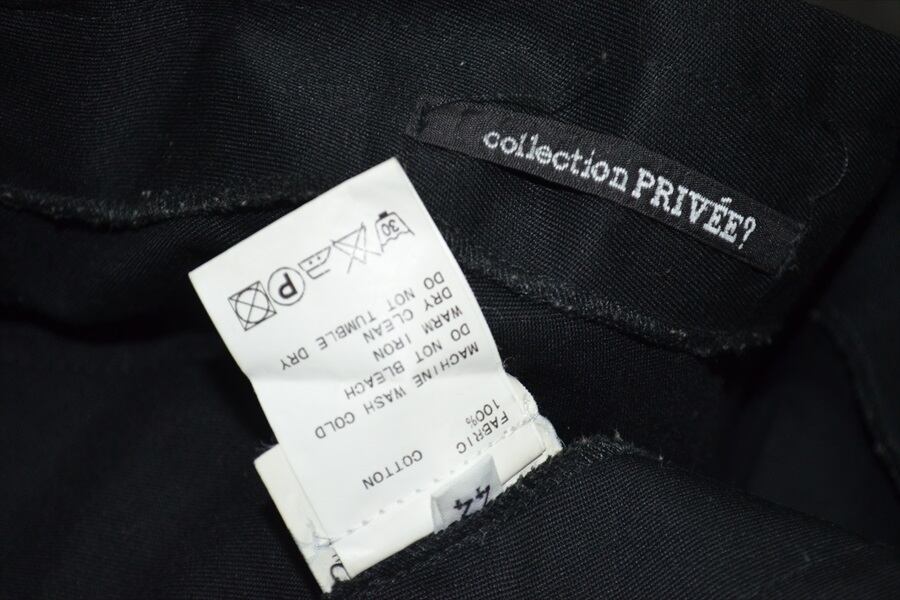 collection PRIVÉE?
FABRIC
100% COTTON
MACHINE WASH COLD
DO NOT BLEACH
WARM IRON
DRY CLEAN
DO NOT TUMBLE DRY
30
P
44